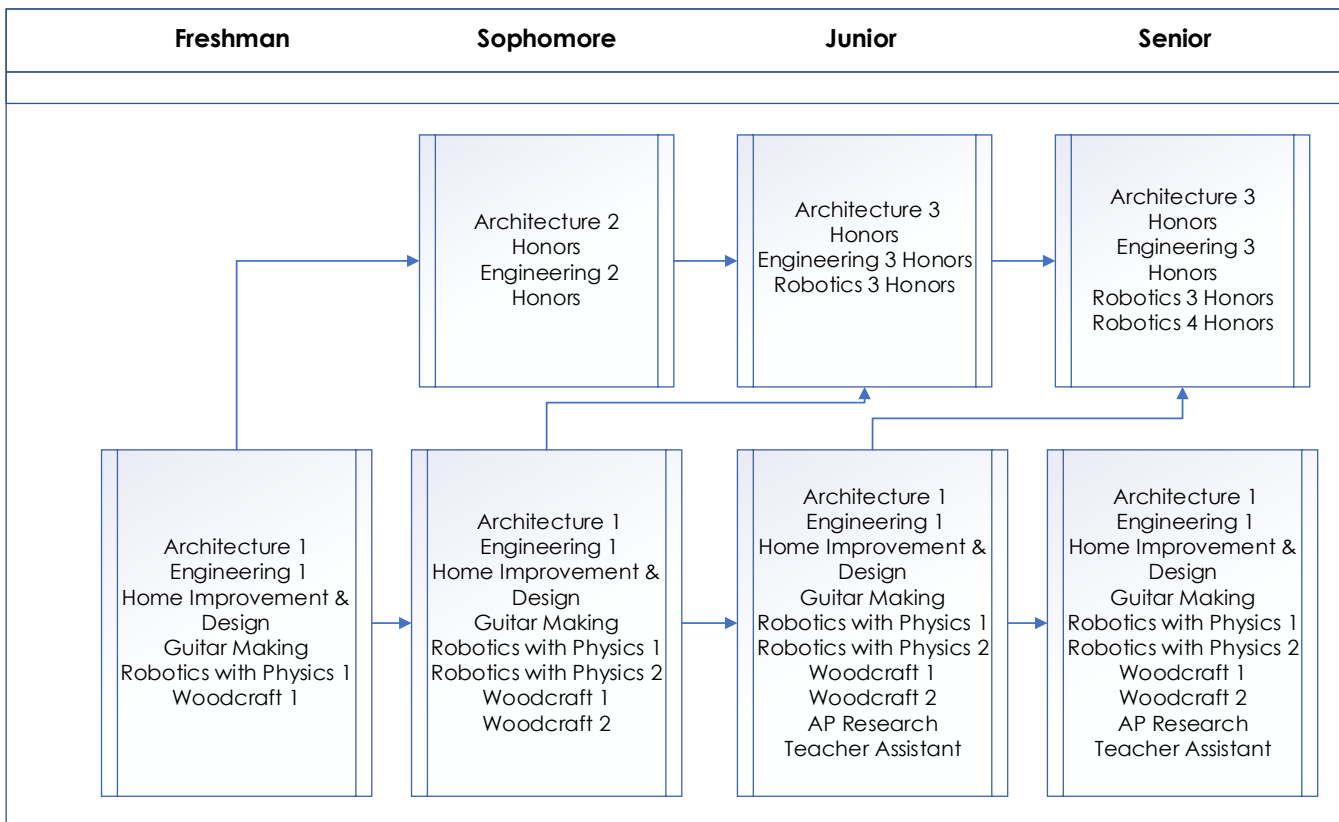 Freshman
Sophomore
Junior
Senior
Architecture 2
Honors
Engineering 2
Honors
Architecture 3
Honors
Engineering 3 Honors
Robotics 3 Honors
Architecture 3
Honors
Engineering 3
Honors
Robotics 3 Honors
Robotics 4 Honors
Architecture 1
Engineering 1
Home Improvement &
Design
Guitar Making
Robotics with Physics 1
Woodcraft 1
Architecture 1
Engineering 1
Home Improvement &
Design
Guitar Making
Robotics with Physics 1
Robotics with Physics 2
Woodcraft 1
Woodcraft 2
Architecture 1
Engineering 1
Home Improvement &
Design
Guitar Making
Robotics with Physics 1
Robotics with Physics 2
Woodcraft 1
Woodcraft 2
AP Research
Teacher Assistant
Architecture 1
Engineering 1
Home Improvement &
Design
Guitar Making
Robotics with Physics 1
Robotics with Physics 2
Woodcraft 1
Woodcraft 2
AP Research
Teacher Assistant